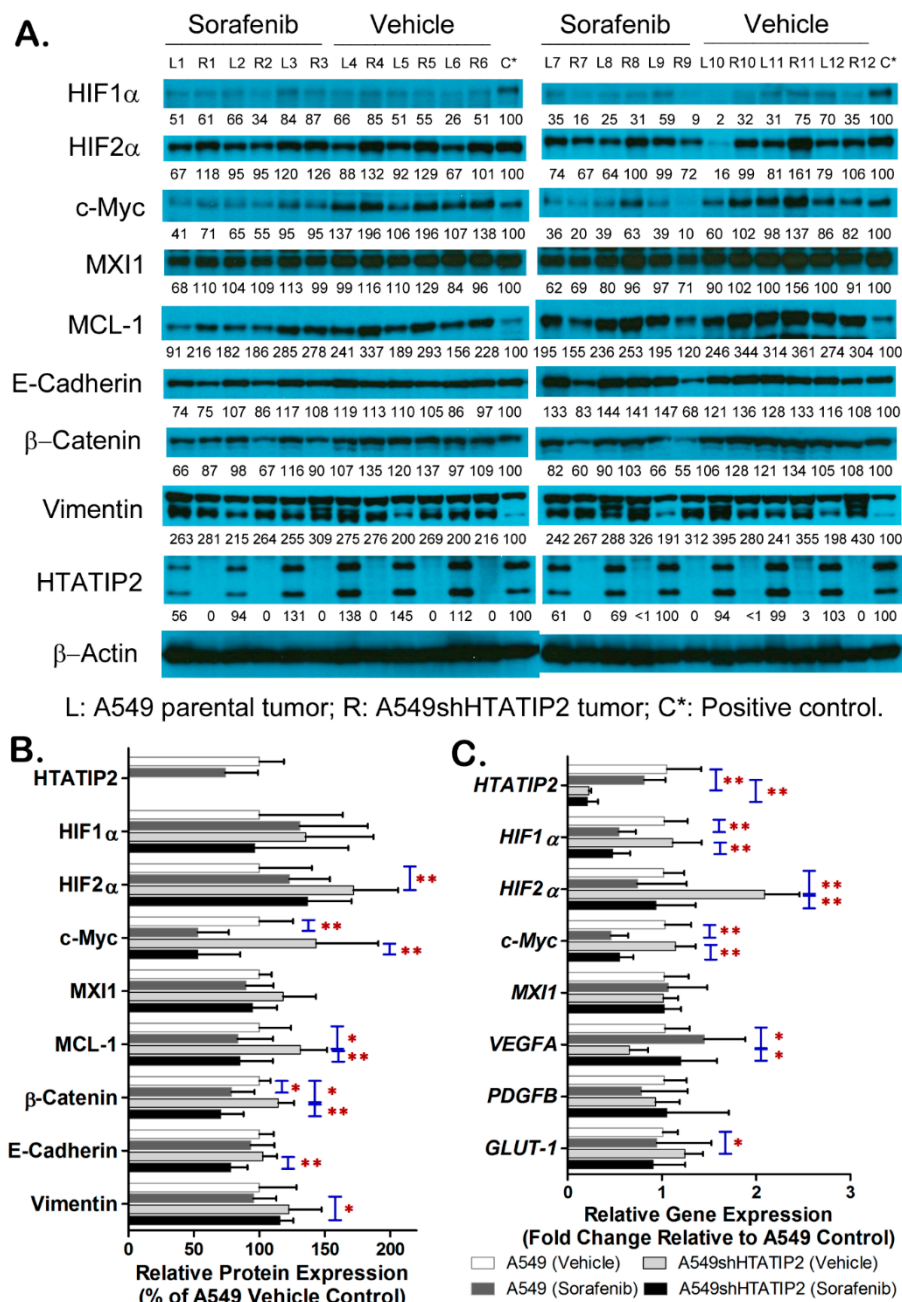 A.
Sorafenib Vehicle Sorafenib Vehicle
L1 R1 L2 R2 L3 R3 L4 R4 L5 R5 L6 R6 C* L7 R7 L8 R8 L9 R9 L10 R10 L11 R11 L12 R12 C*
HIF1α
51 61 66 34 84 87 66 85 51 55 26 51 100 35 16 25 31 59 9 2 32 31 75 70 35 100
HIF2α
67 118 95 95 120 126 88 132 92 129 67 101 100 74 67 64 100 99 72 16 99 81 161 79 106 100
c-Myc
41 71 65 55 95 95 137 196 106 196 107 138 100 36 20 39 63 39 10 60 102 98 137 86 82 100
MXI1
68 110 104 109 113 99 99 116 110 129 84 96 100 62 69 80 96 97 71 90 102 100 156 100 91 100
MCL-1
91 216 182 186 285 278 241 337 189 293 156 228 100 195 155 236 253 195 120 246 344 314 361 274 304 100
E-Cadherin
74 75 107 86 117 108 119 113 110 105 86 97 100 133 83 144 141 147 68 121 136 128 133 116 108 100
β–Catenin
66 87 98 67 116 90 107 135 120 137 97 109 100 82 60 90 103 66 55 106 128 121 134 105 108 100
Vimentin
263 281 215 264 255 309 275 276 200 269 200 216 100 242 267 288 326 191 312 395 280 241 355 198 430 100
HTATIP2
56 0 94 0 131 0 138 0 145 0 112 0 100 61 0 69 <1 100 0 94 <1 99 3 103 0 100
β–Actin
L: A549 parental tumor; R: A549shHTATIP2 tumor; C*: Positive control.
B.
HTATIP2
HIF1α
HIF2α
**
c-Myc
**
**
MXI1
MCL-1
*
**
β-Catenin
* *
**
E-Cadherin
**
Vimentin
*
0 50 100 150 200
Relative Protein Expression
(% of A549 Vehicle Control)
C.
HTATIP2
**
**
HIF1α
**
**
HIF2α
**
**
c-Myc
**
**
MXI1
VEGFA
*
*
PDGFB
GLUT-1
*
0 1 2 3
Relative Gene Expression
(Fold Change Relative to A549 Control)
A549 (Vehicle) A549shHTATIP2 (Vehicle)
A549 (Sorafenib) A549shHTATIP2 (Sorafenib)